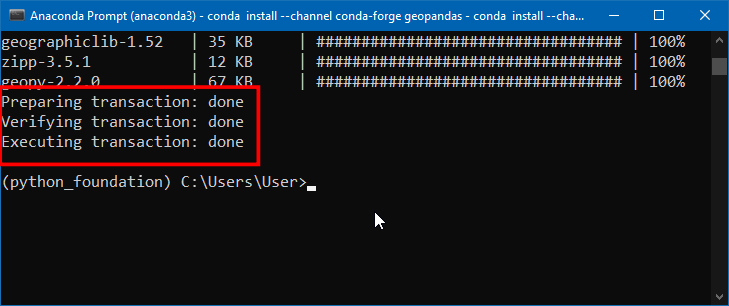 Anaconda Prompt (anaconda3) - conda  install --channel conda-forge geopandas - conda  install --cha...
geographiclib-1.52   | 35 KB     | ################################### | 100%
zipp-3.5.1           | 12 KB     | ################################### | 100%
geopy-2.2.0          | 67 KB     | ################################### | 100%
Preparing transaction: done
Verifying transaction: done
Executing transaction: done
(python_foundation) C:\Users\User>